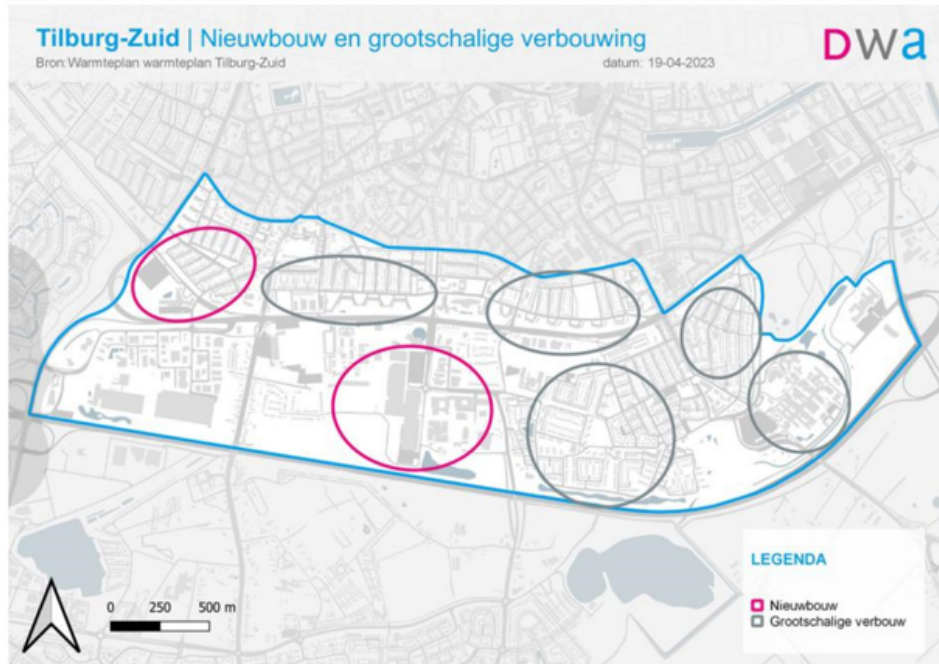 Tilburg-Zuid | Nieuwbouw en grootschalige verbouwing
Bron:Warmteplan warmteplan Tilburg-Zuid
datum: 19-04-2023
DWa
LEGENDA
Nieuwbouw
Grootschalige verbouw
0 250 500 m